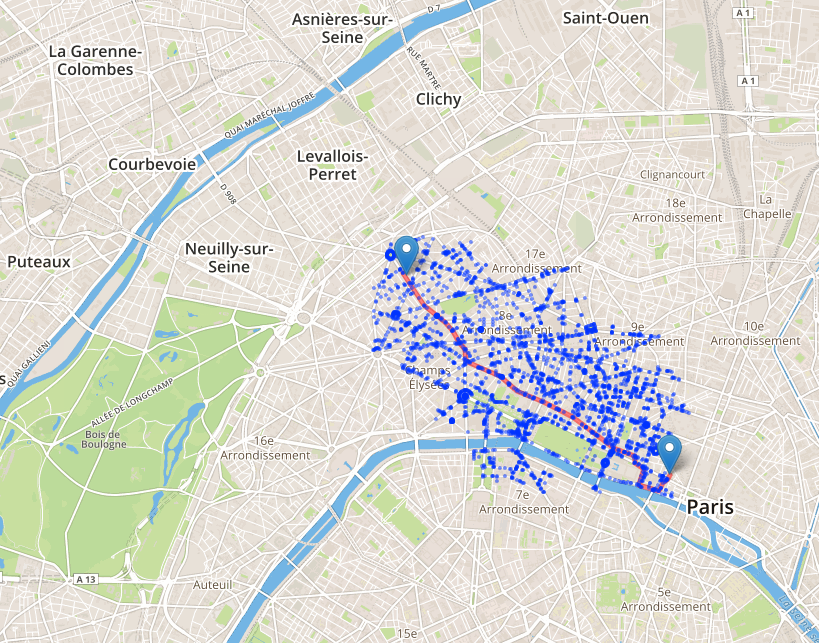 D 7
Asnières-sur-
Seine
Saint-Ouen
A 1
La Garenne-
Colombes
RUE MARTRE
A 1
Clichy
QUAI MARÉCHAL JOFFRE
Courbevoie
Levallois-
Perret
Clignancourt
D 908
18e
Arrondissement
La
Chapelle
Neuilly-sur-
Seine
Puteaux
17e
Arrondissement
8e
Arrondissement
9e
Arrondissement
10e
Arrondissement
QUAI GALLIENI
Champs
Élysée
s
ALLÉE DE LONGCHAMP
Bois de
Boulogne
16e
Arrondissement
7e
Arrondissement
Paris
A 13
Auteuil
5e
Arrondissement
15e